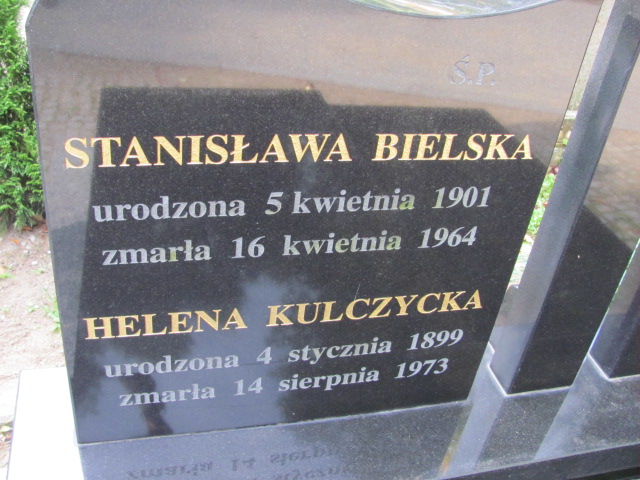 Ś.P.
STANISŁAWA BIELSKA
urodzona 5 kwietnia 1901
zmarła 16 kwietnia 1964
HELENA KULCZYCKA
urodzona 4 stycznia 1899
zmarła 14 sierpnia 1973